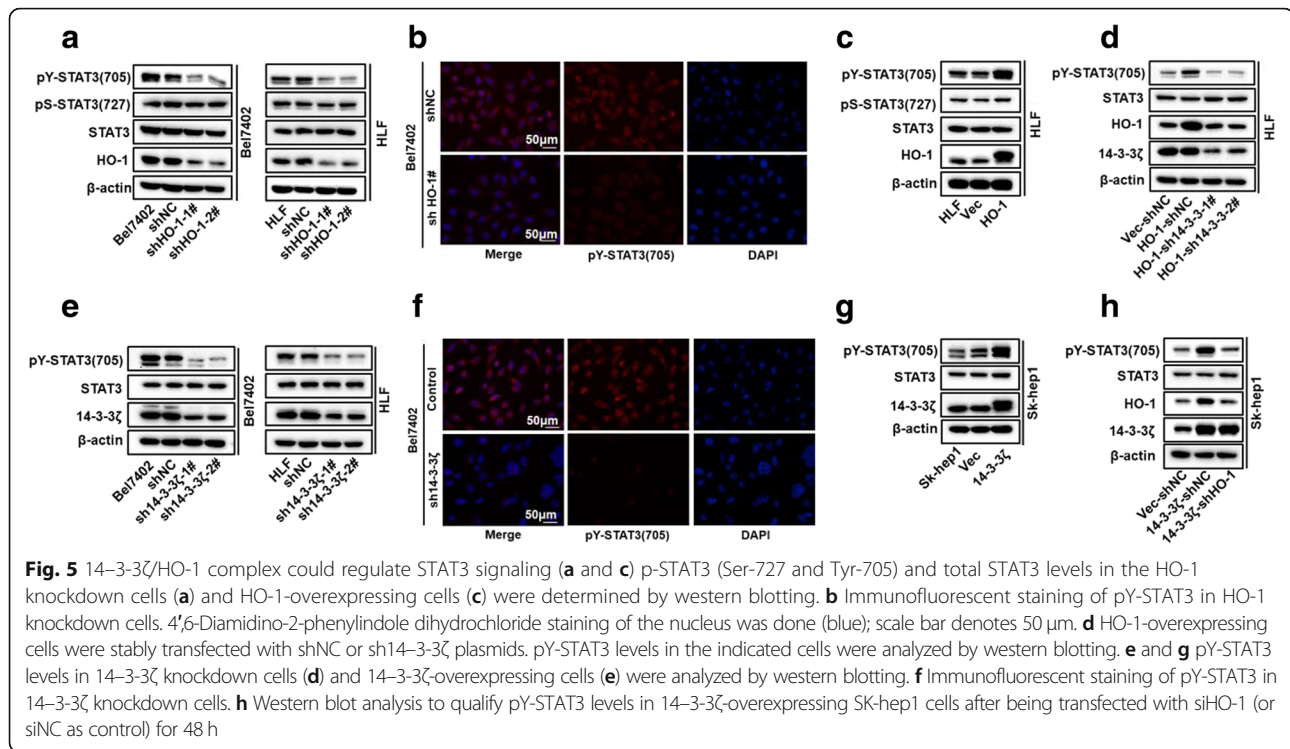 a
pY-STAT3(705)
pS-STAT3(727)
STAT3
HO-1
β-actin
Bel7402
shNC
shHO-1-1#
shHO-1-2#
Bel7402
HLF
shNC
shHO-1-1#
shHO-1-2#
HLF
b
Bel7402
shNC
sh HO-1#
50μm
50μm
Merge
pY-STAT3(705)
DAPI
c
pY-STAT3(705)
pS-STAT3(727)
STAT3
HO-1
β-actin
HLF
Vec
HO-1
HLF
d
pY-STAT3(705)
STAT3
HO-1
14-3-3ζ
β-actin
Vec-shNC
HO-1-shNC
HO-1-sh14-3-3-1#
HO-1-sh14-3-3-2#
HLF
e
pY-STAT3(705)
STAT3
14-3-3ζ
β-actin
Bel7402
shNC
sh14-3-3ζ-1#
sh14-3-3ζ-2#
Bel7402
HLF
shNC
sh14-3-3ζ-1#
sh14-3-3ζ-2#
HLF
f
Bel7402
Control
sh14-3-3ζ
50μm
50μm
Merge
pY-STAT3(705)
DAPI
g
pY-STAT3(705)
STAT3
14-3-3ζ
β-actin
Sk-hep1
Vec
14-3-3ζ
Sk-hep1
h
pY-STAT3(705)
STAT3
HO-1
14-3-3ζ
β-actin
Vec-shNC
14-3-3ζ-shNC
14-3-3ζ-shHO-1
Sk-hep1
Fig. 5 14–3-3ζ/HO-1 complex could regulate STAT3 signaling (a and c) p-STAT3 (Ser-727 and Tyr-705) and total STAT3 levels in the HO-1
knockdown cells (a) and HO-1-overexpressing cells (c) were determined by western blotting. b Immunofluorescent staining of pY-STAT3 in HO-1
knockdown cells. 4′,6-Diamidino-2-phenylindole dihydrochloride staining of the nucleus was done (blue); scale bar denotes 50 μm. d HO-1-overexpressing
cells were stably transfected with shNC or sh14–3-3ζ plasmids. pY-STAT3 levels in the indicated cells were analyzed by western blotting. e and g pY-STAT3
levels in 14–3-3ζ knockdown cells (d) and 14–3-3ζ-overexpressing cells (e) were analyzed by western blotting. f Immunofluorescent staining of pY-STAT3 in
14–3-3ζ knockdown cells. h Western blot analysis to qualify pY-STAT3 levels in 14–3-3ζ-overexpressing SK-hep1 cells after being transfected with siHO-1 (or
siNC as control) for 48 h